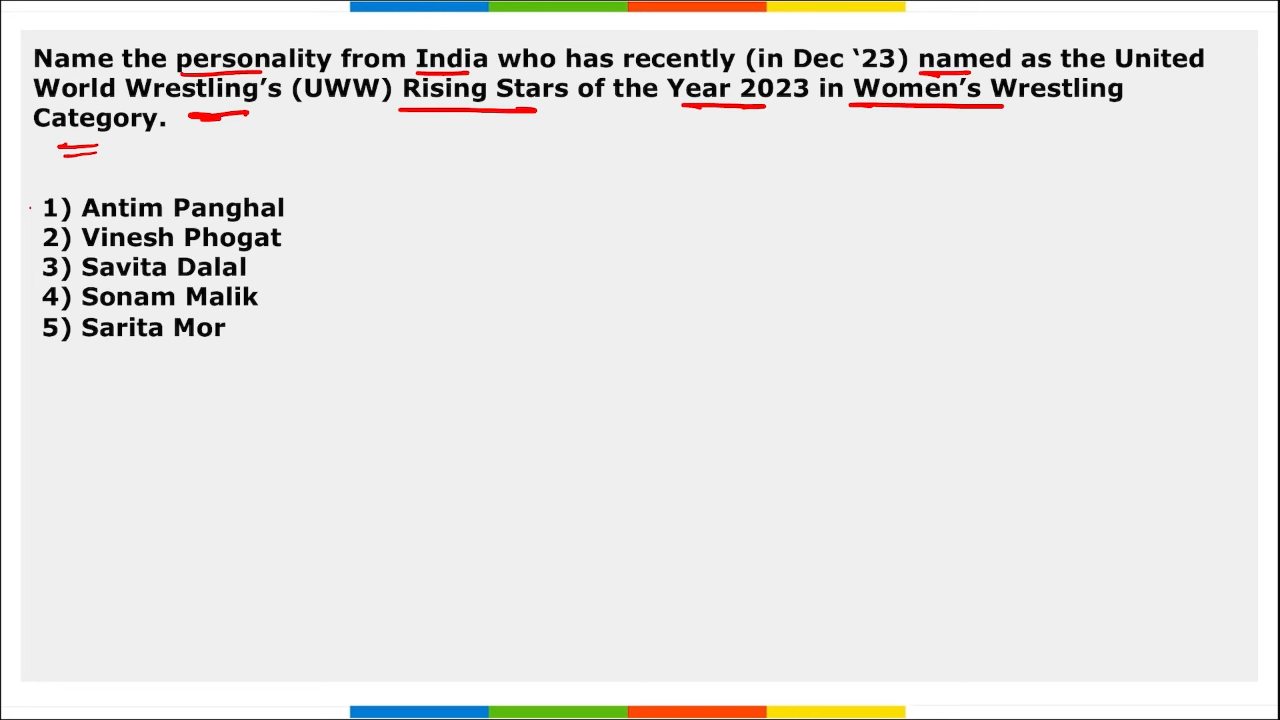 Name the personality from India who has recently (in Dec ‘23) named as the United
World Wrestling’s (UWW) Rising Stars of the Year 2023 in Women’s Wrestling
Category.
1) Antim Panghal
2) Vinesh Phogat
3) Savita Dalal
4) Sonam Malik
5) Sarita Mor